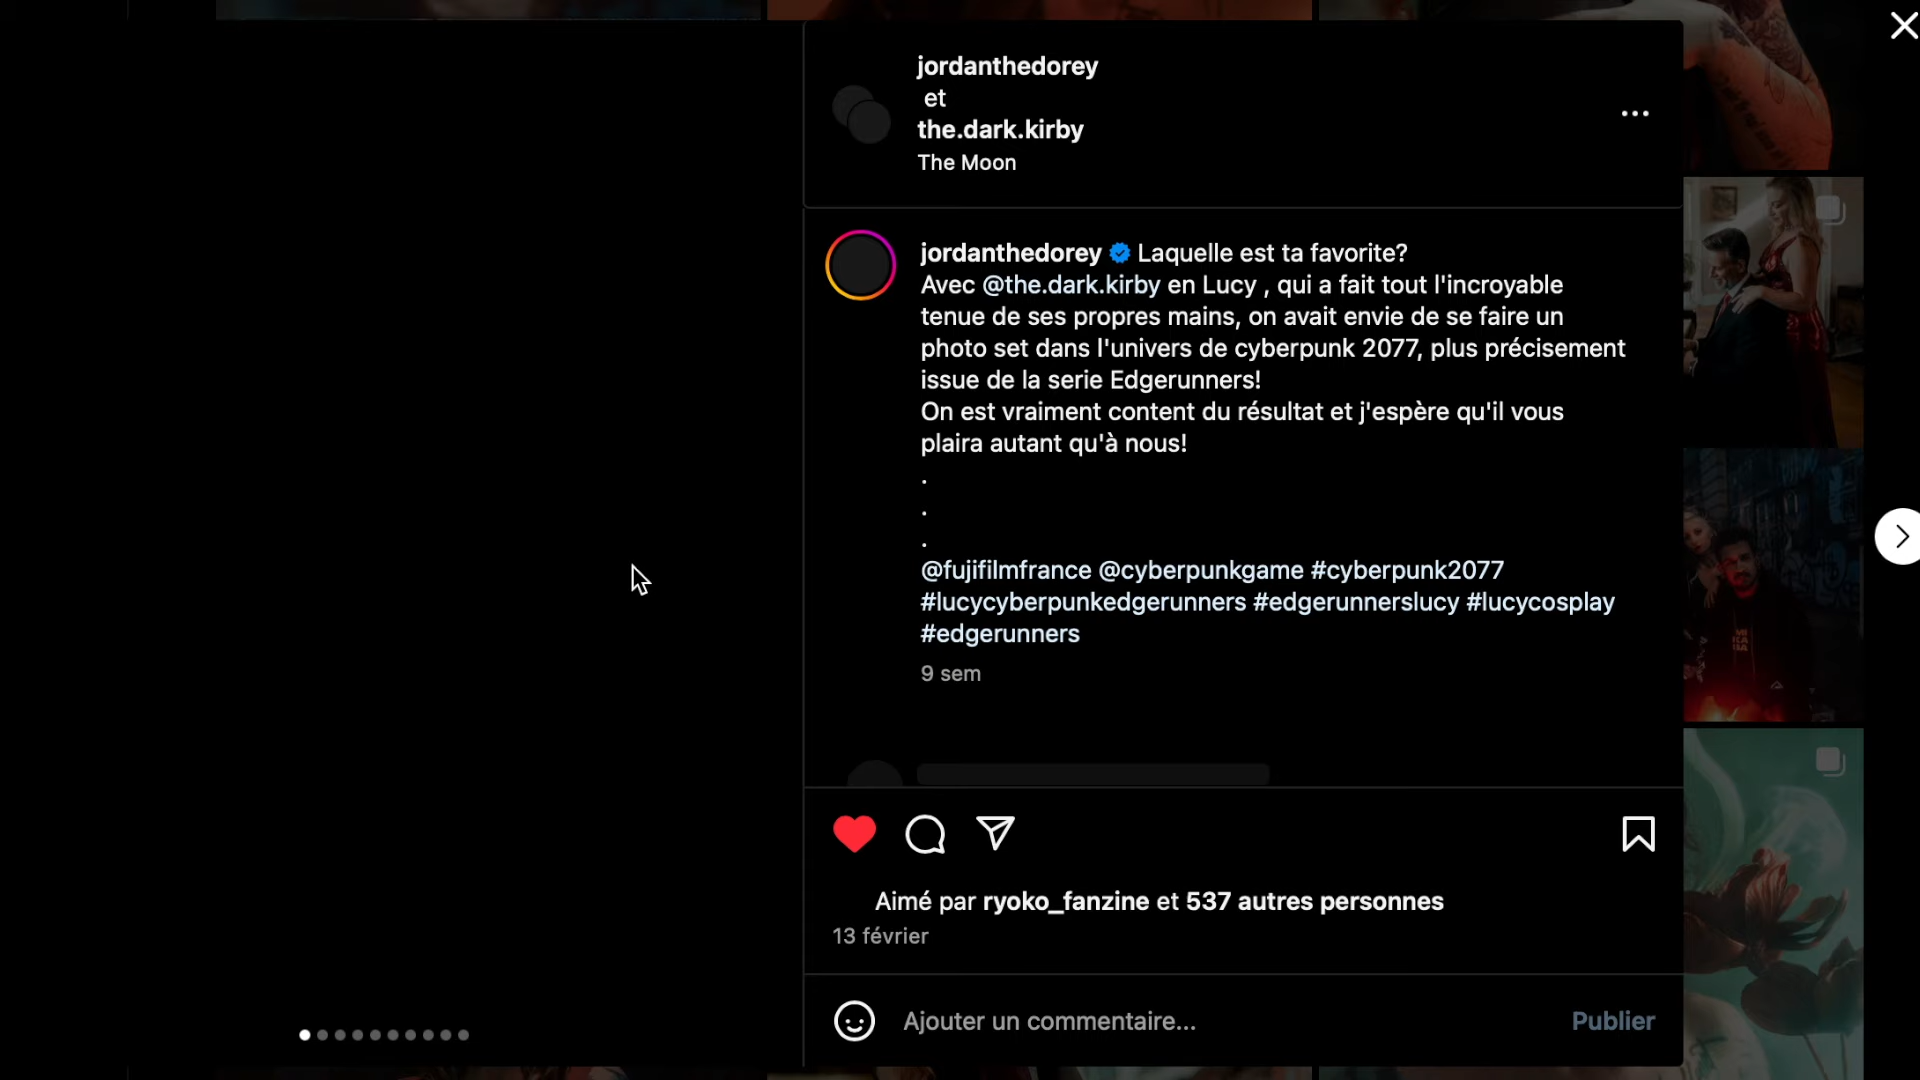 jordanthedorey
et
the.dark.kirby
The Moon
jordanthedorey Laquelle est ta favorite?
Avec @the.dark.kirby en Lucy , qui a fait tout l'incroyable
tenue de ses propres mains, on avait envie de se faire un
photo set dans l'univers de cyberpunk 2077, plus précisement
issue de la serie Edgerunners!
On est vraiment content du résultat et j'espère qu'il vous
plaira autant qu'à nous!
.
.
.
@fujifilmfrance @cyberpunkgame #cyberpunk2077
#lucycyberpunkedgerunners #edgerunnerslucy #lucycosplay
#edgerunners
9 sem
Aimé par ryoko_fanzine et 537 autres personnes
13 février
Ajouter un commentaire...
Publier